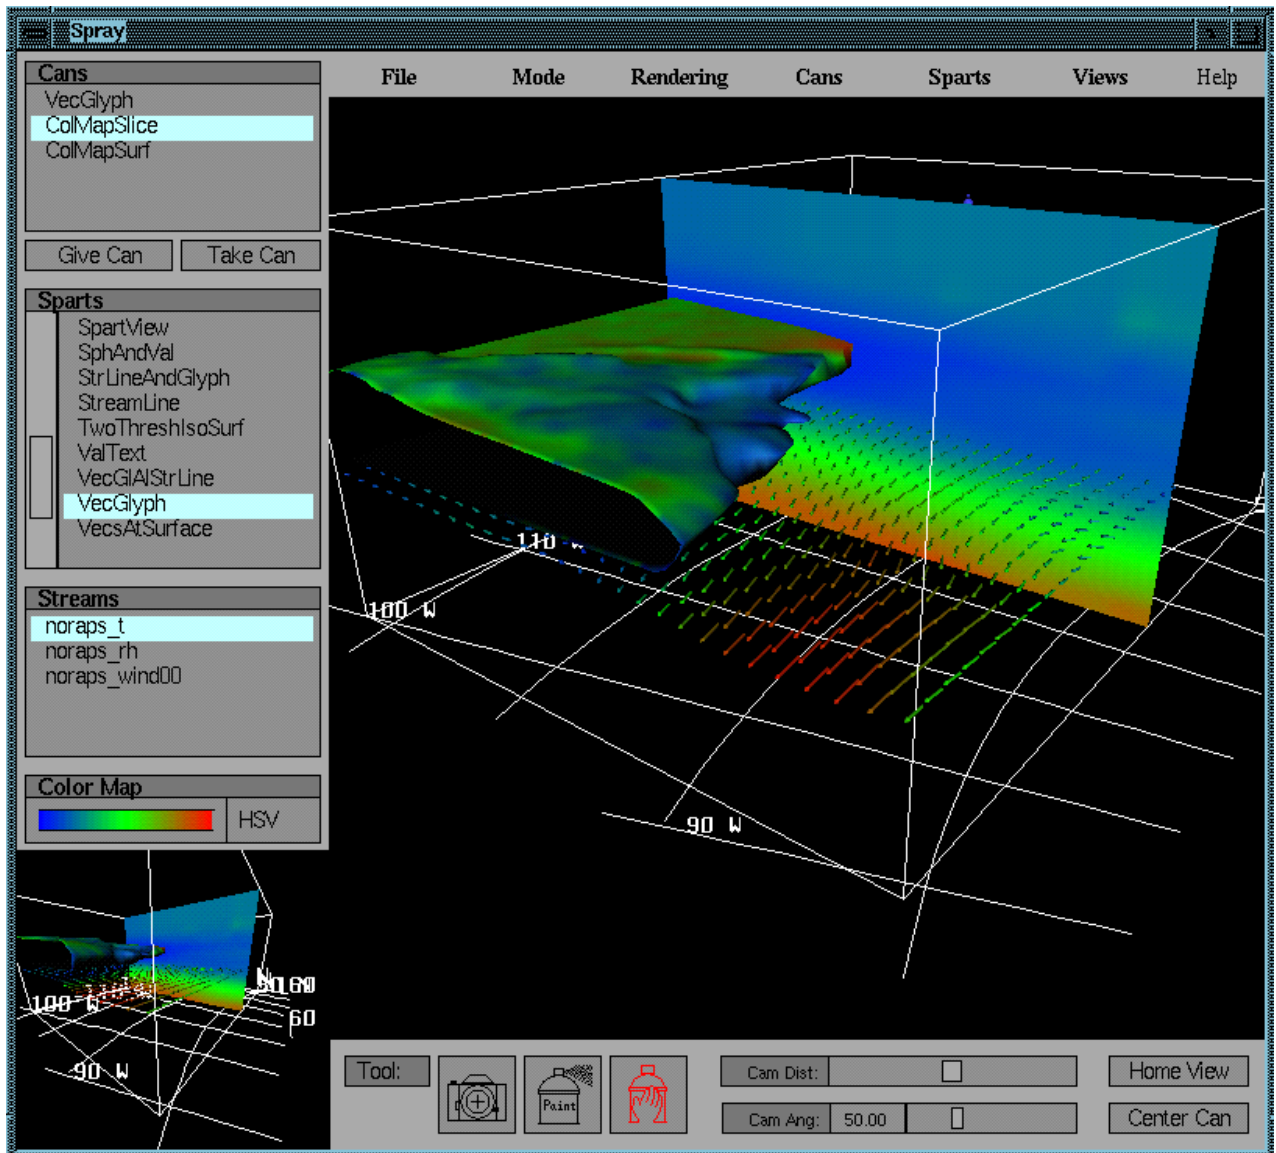 Spray
File Mode Rendering Cans Sparts Views Help
Cans
VecGlyph
ColMapSlice
ColMapSurf
Give Can Take Can
Sparts
SpartView
SphAndVal
StrLineAndGlyph
StreamLine
TwoThreshIsoSurf
ValText
VecGlAlStrLine
VecGlyph
VecsAtSurface
Streams
noraps_t
noraps_rh
noraps_wind00
Color Map
HSV
110 W
100 W
90 W
100 W
60
90 W
Tool:
Paint
Cam Dist:
Home View
Cam Ang: 50.00
Center Can